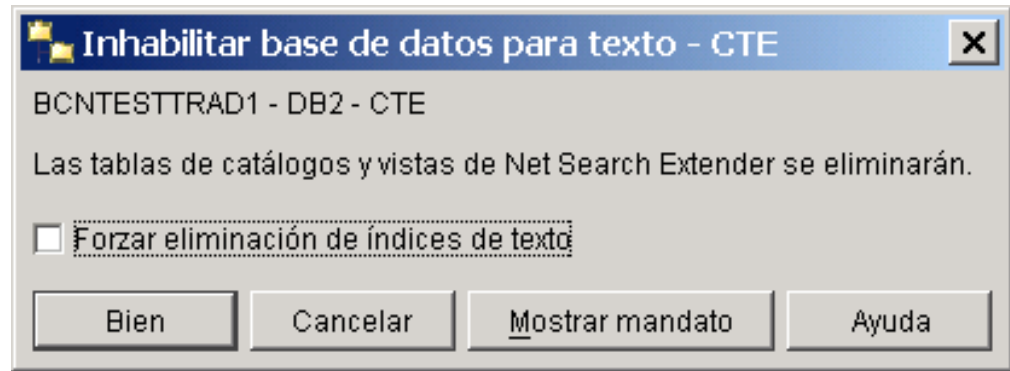 Inhabilitar base de datos para texto - CTE
BCNTESTTRAD1 - DB2 - CTE
Las tablas de catálogos y vistas de Net Search Extender se eliminarán.
Forzar eliminación de índices de texto
Bien Cancelar Mostrar mandato Ayuda